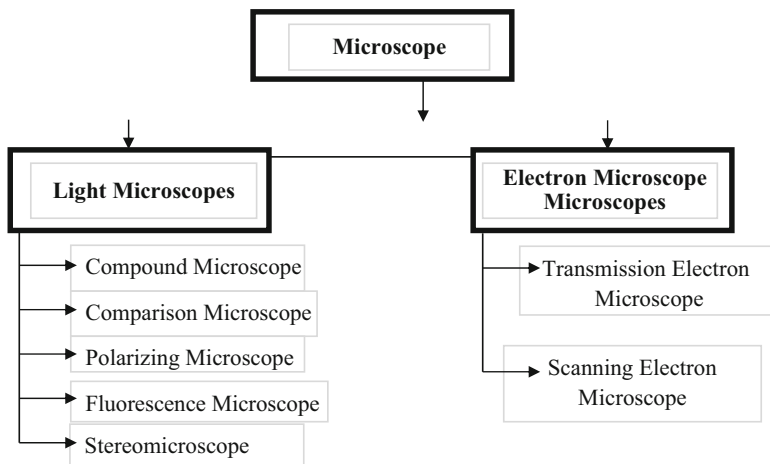 Microscope
Light Microscopes
Electron Microscope
Microscopes
Compound Microscope
Comparison Microscope
Polarizing Microscope
Fluorescence Microscope
Stereomicroscope
Transmission Electron
Microscope
Scanning Electron
Microscope